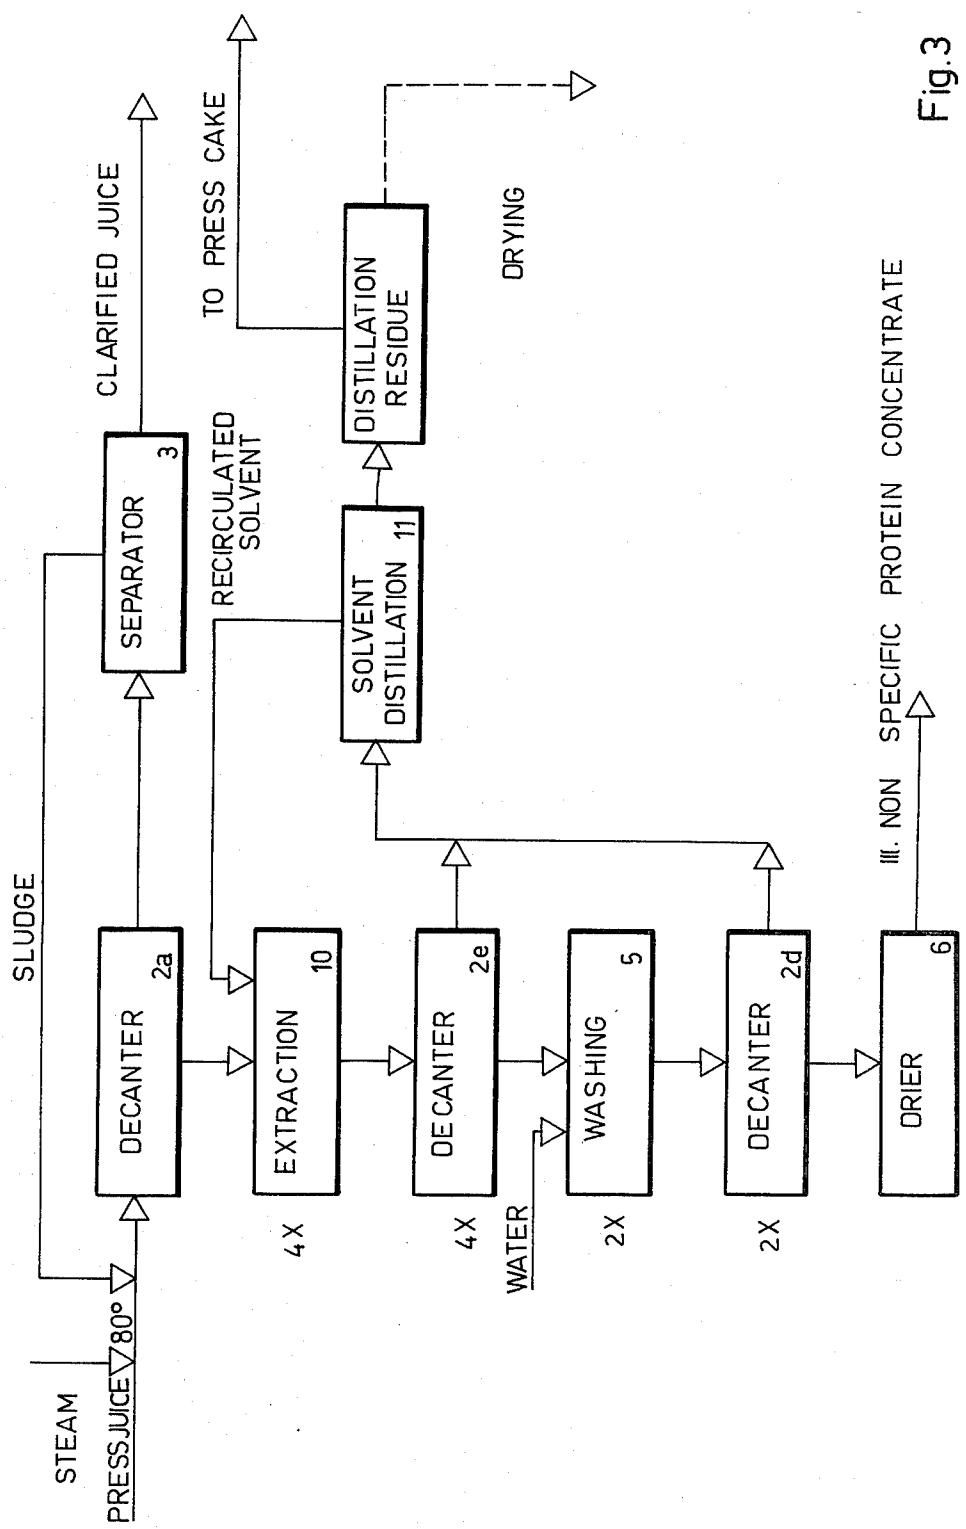 STEAM
PRESSJUICE 80°
SLUDGE
DECANTER
2a
SEPARATOR
3
CLARIFIED JUICE
4X
EXTRACTION
10
RECIRCULATED
SOLVENT
TO PRESS CAKE
4X
DECANTER
2e
SOLVENT
DISTILLATION
11
DISTILLATION
RESIDUE
DRYING
WATER
2X
WASHING
5
2X
DECANTER
2d
DRIER
6
III. NON SPECIFIC PROTEIN CONCENTRATE
Fig.3